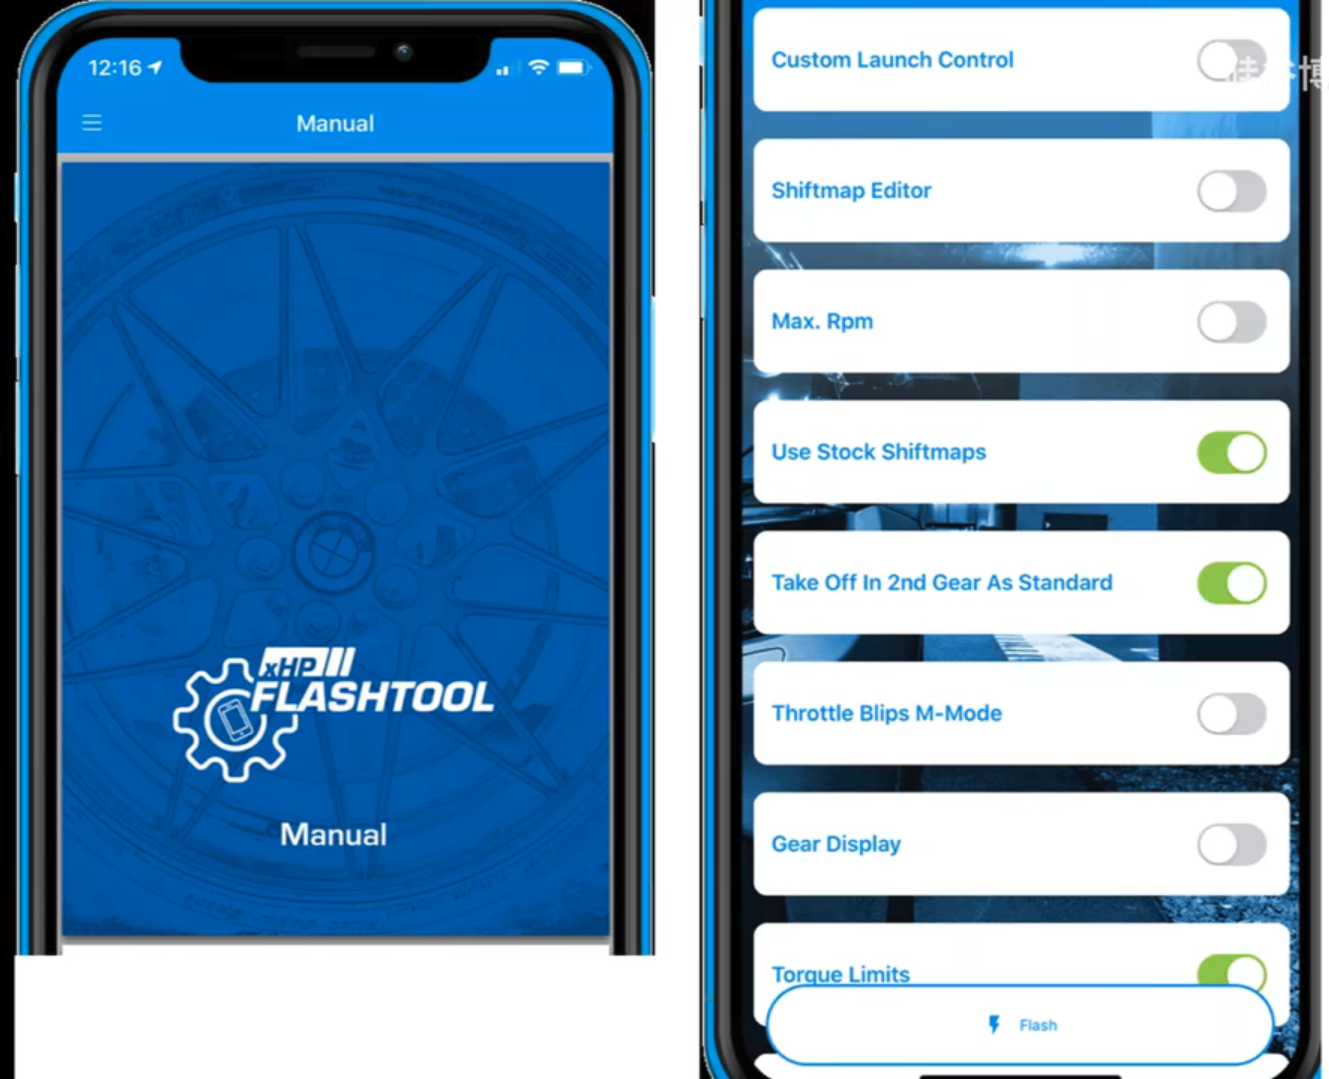 12:16
Manual
xHP
FLASHTOOL
Manual
Custom Launch Control
Shiftmap Editor
Max. Rpm
Use Stock Shiftmaps
Take Off In 2nd Gear As Standard
Throttle Blips M-Mode
Gear Display
Torque Limits
Flash